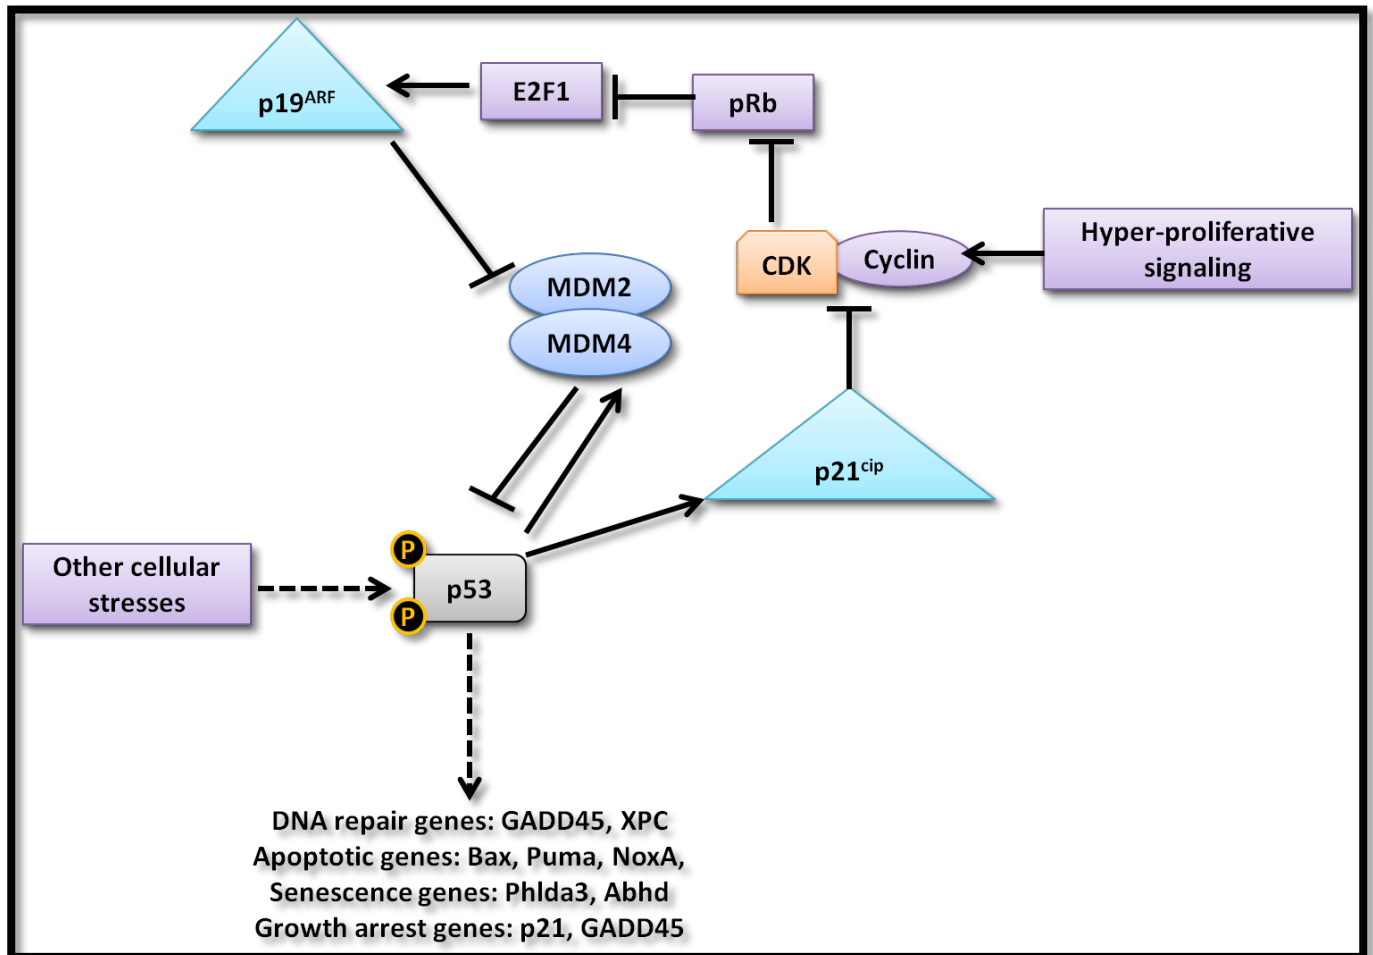 p19ARF
E2F1
pRb
Hyper-proliferative
signaling
CDK
Cyclin
MDM2
MDM4
p21cip
Other cellular
stresses
P
p53
P
DNA repair genes: GADD45, XPC
Apoptotic genes: Bax, Puma, NoxA,
Senescence genes: Phlda3, Abhd
Growth arrest genes: p21, GADD45